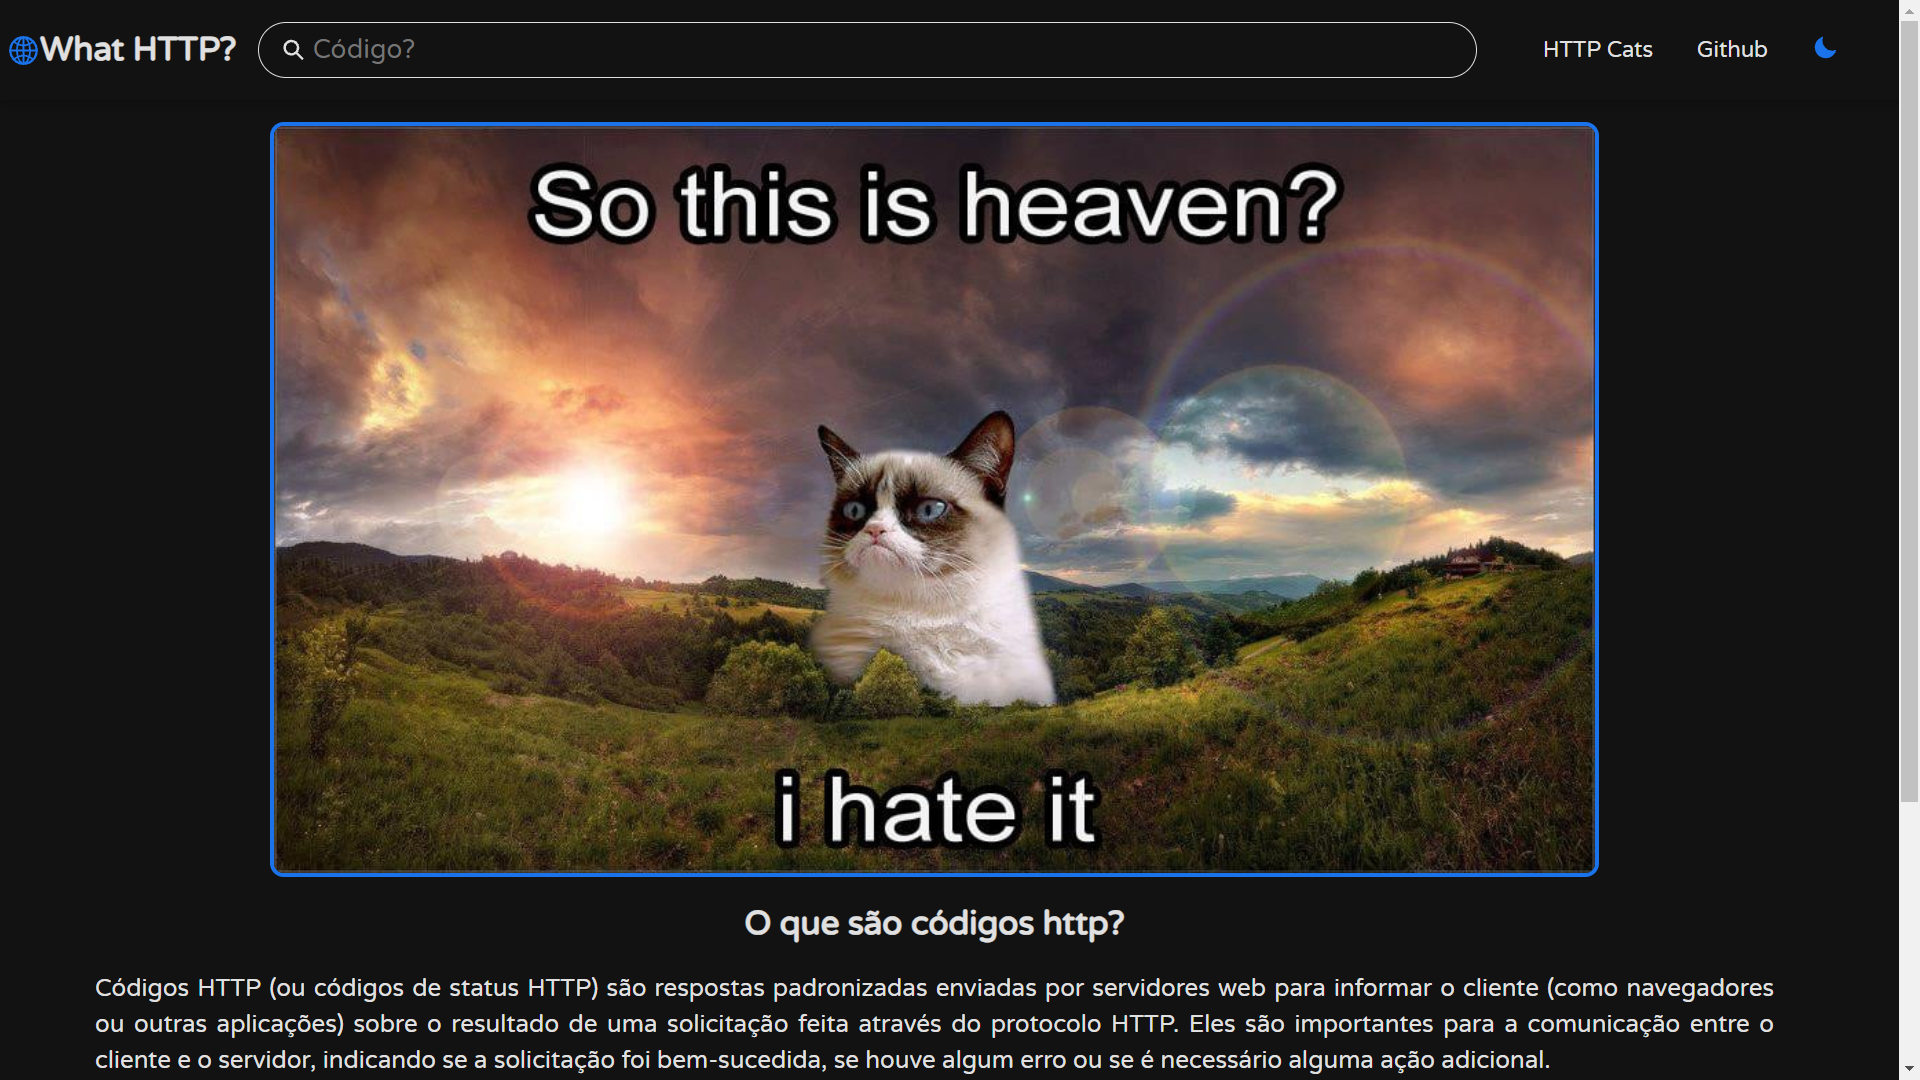 What HTTP?
Código?
HTTP Cats
Github
So this is heaven?
i hate it
O que são códigos http?
Códigos HTTP (ou códigos de status HTTP) são respostas padronizadas enviadas por servidores web para informar o cliente (como navegadores
ou outras aplicações) sobre o resultado de uma solicitação feita através do protocolo HTTP. Eles são importantes para a comunicação entre o
cliente e o servidor, indicando se a solicitação foi bem-sucedida, se houve algum erro ou se é necessário alguma ação adicional.